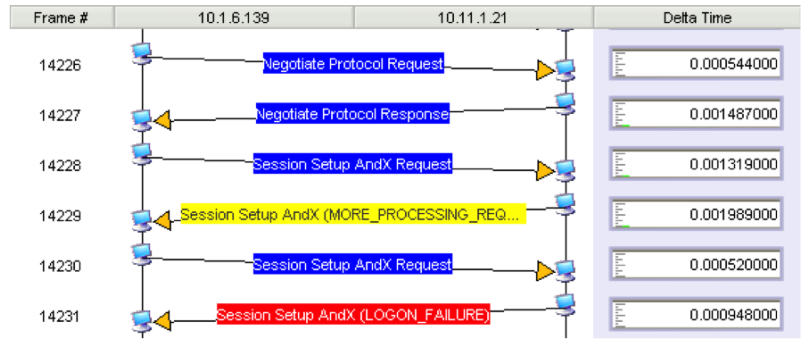 Frame # 10.1.6.139 10.11.1.21 Delta Time
14226 Negotiate Protocol Request 0.000544000
14227 Negotiate Protocol Response 0.001487000
14228 Session Setup AndX Request 0.001319000
14229 Session Setup AndX (MORE_PROCESSING_REQ... 0.001989000
14230 Session Setup AndX Request 0.000520000
14231 Session Setup AndX (LOGON_FAILURE) 0.000948000